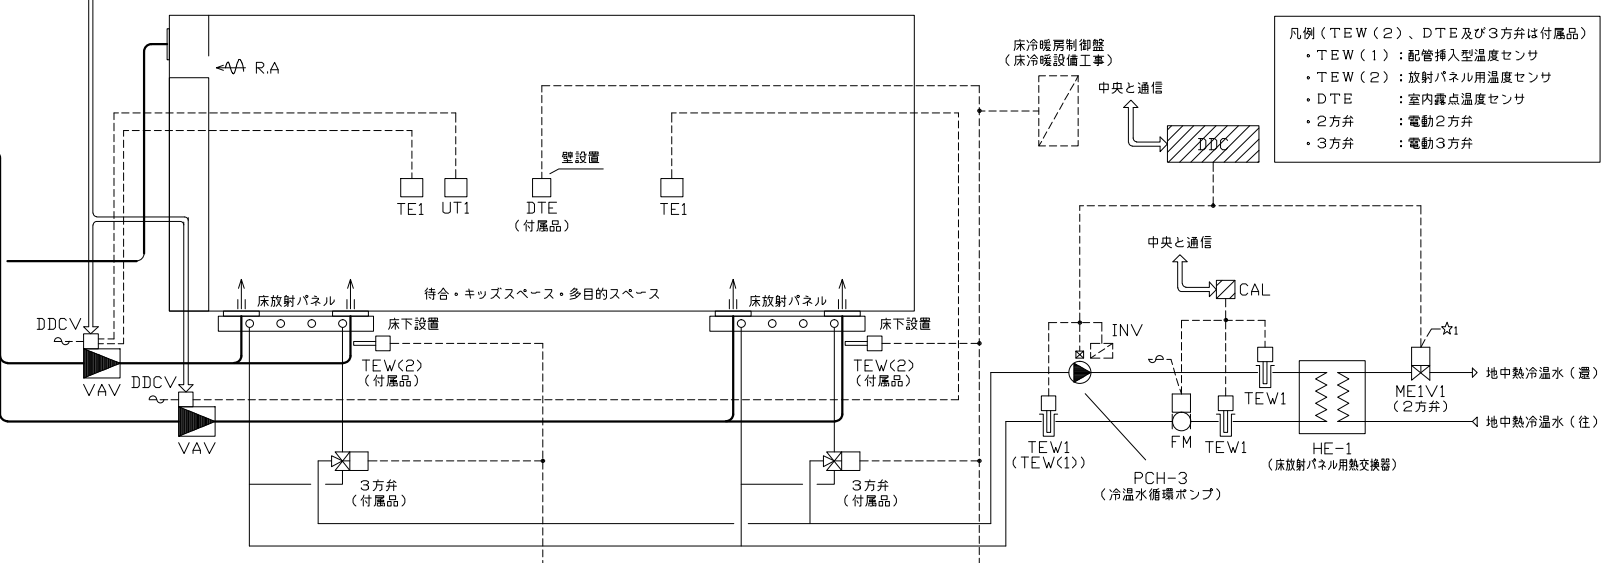 凡例（ＴＥＷ（２）、ＤＴＥ及び３方弁は付属品）
・ＴＥＷ（１）：配管挿入型温度センサ
・ＴＥＷ（２）：放射パネル用温度センサ
・ＤＴＥ　　　：室内露点温度センサ
・２方弁　　　：電動２方弁
・３方弁　　　：電動３方弁
床冷暖房制御盤
（床冷暖設備工事）
中央と通信
DDC
R.A
壁設置
TE1
UT1
DTE
（付属品）
TE1
中央と通信
CAL
床放射パネル
待合・キッズスペース・多目的スペース
床放射パネル
DDCV
床下設置
床下設置
INV
☆1
VAV
DDCV
TEW(2)
（付属品）
TEW(2)
（付属品）
地中熱冷温水（還）
TEW1
ME1V1
（２方弁）
VAV
TEW1
(TEW(1))
FM
TEW1
HE-1
（床放射パネル用熱交換器）
地中熱冷温水（往）
３方弁
（付属品）
３方弁
（付属品）
PCH-3
（冷温水循環ポンプ）